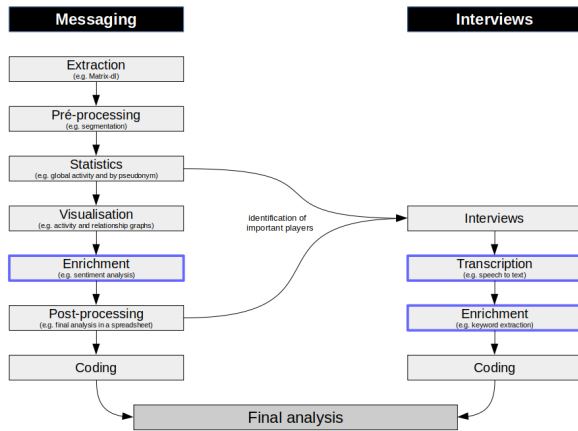 Messaging
Extraction
(e.g. Matrix-dl)
Pré-processing
(e.g. segmentation)
Statistics
(e.g. global activity and by pseudonym)
Visualisation
(e.g. activity and relationship graphs)
Enrichment
(e.g. sentiment analysis)
Post-processing
(e.g. final analysis in a spreadsheet)
Coding
identification of
important players
Interviews
Interviews
Transcription
(e.g. speech to text)
Enrichment
(e.g. keyword extraction)
Coding
Final analysis